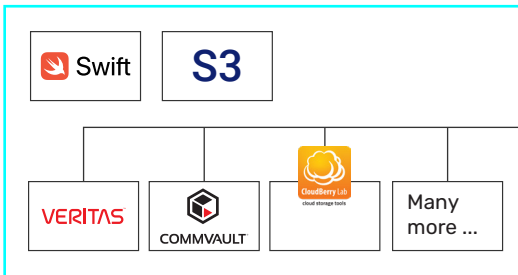 Swift
S3
VERITAS
COMMVAULT
CloudBerry Lab
cloud storage tools
Many
more ...